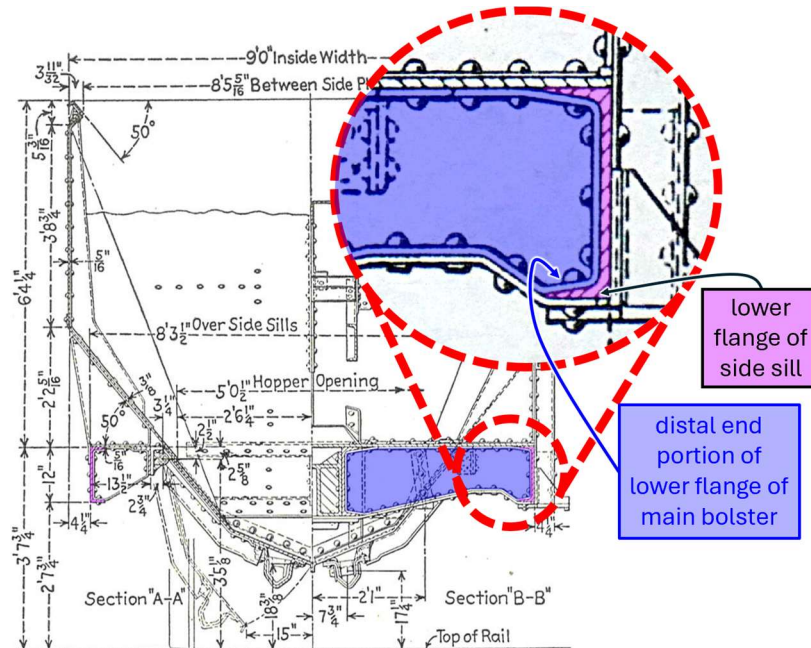 9'0" Inside Width
3 11/32"
8'5 5/16" Between Side Pl
50°
5 3/16"
3'8 3/4"
6'4 1/4"
5/16"
8'3 1/2" Over Side Sills
3/8
5'0 1/2" Hopper Opening
2'2 5/16"
50°
3 1/4"
2'6 1/4"
2 1/2"
5/16"
12"
13 1/2"
2 5/8"
2 3/4"
4 1/4"
4 1/4"
3'7 3/4"
2'7 3/4"
35 5/8"
Section "A-A"
18 3/8"
2'1"
17 1/4"
Section "B-B"
7 3/4"
15"
Top of Rail
lower
flange of
side sill
distal end
portion of
lower flange of
main bolster